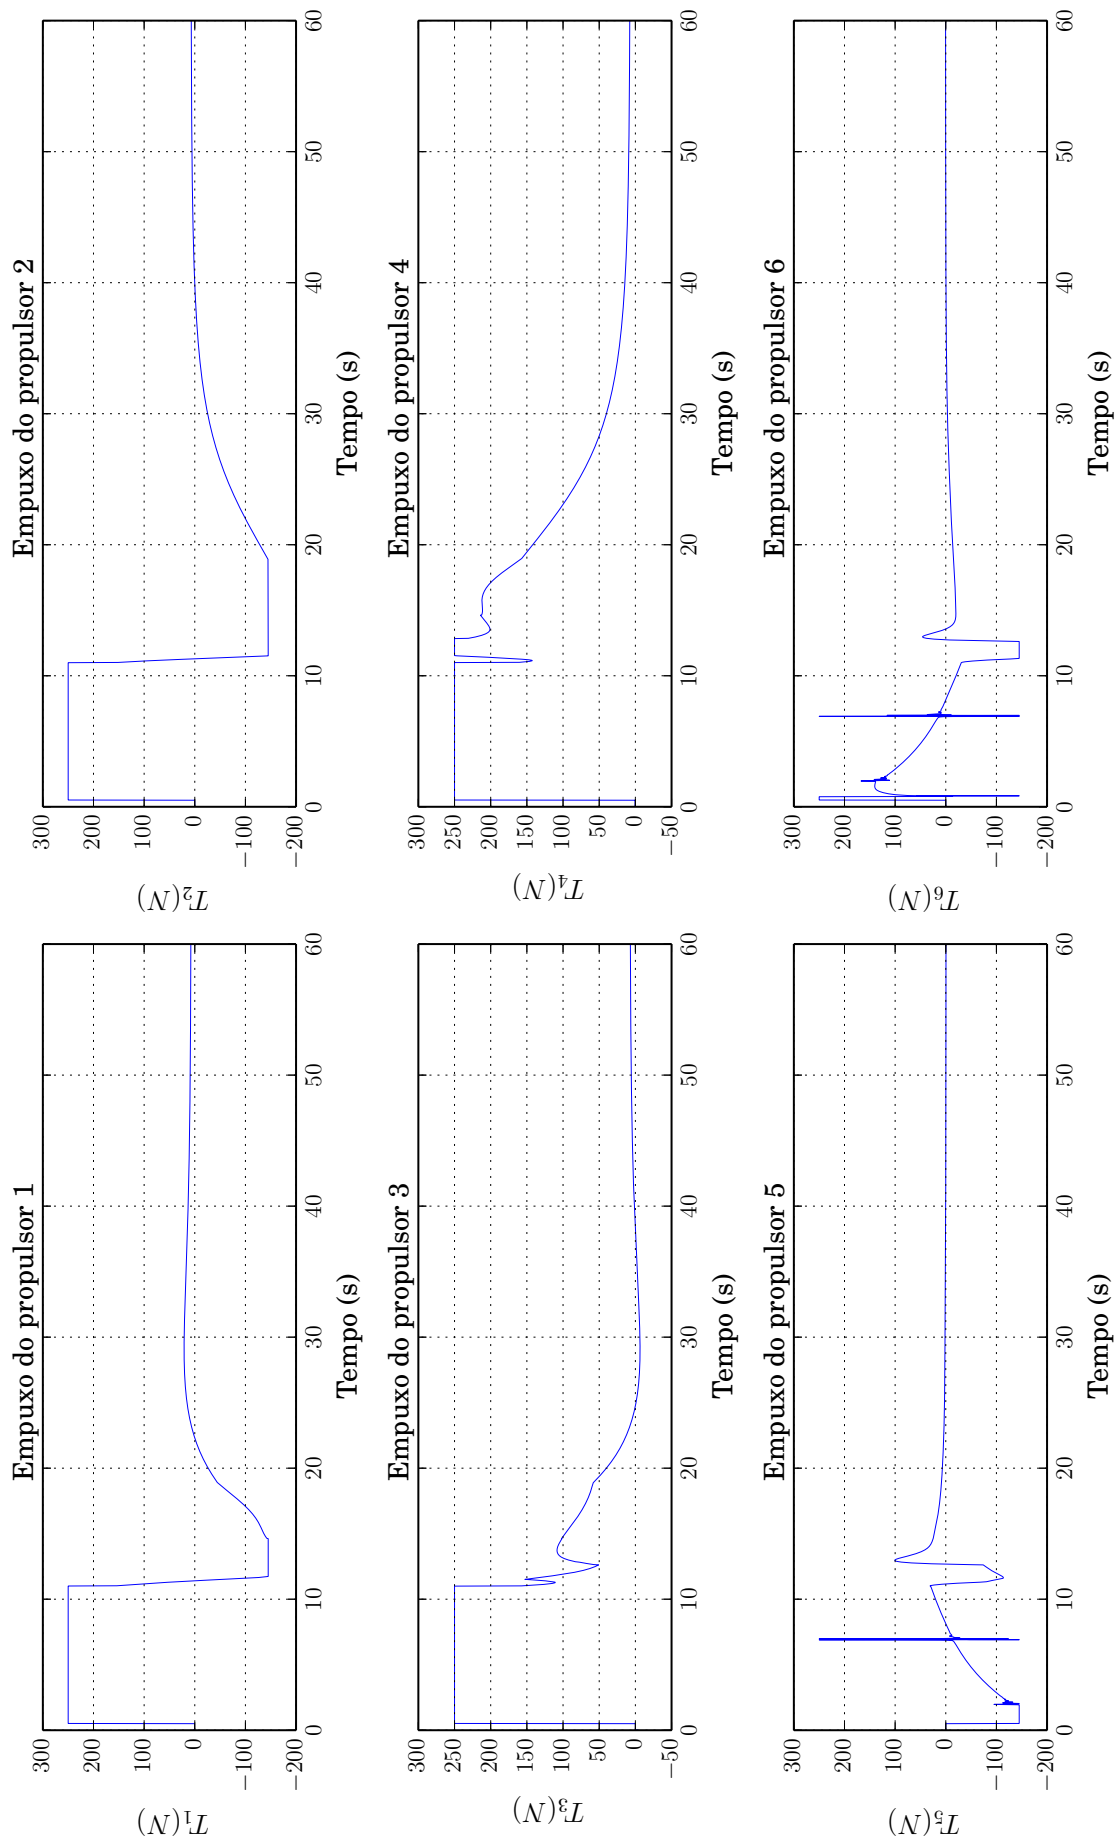 Empuxo do propulsor 1
300
200
100
0
−100
−200
T1(N)
0 10 20 30 40 50 60
Tempo (s)
Empuxo do propulsor 2
300
200
100
0
−100
−200
T2(N)
0 10 20 30 40 50 60
Tempo (s)
Empuxo do propulsor 3
300
250
200
150
100
50
0
−50
T3(N)
0 10 20 30 40 50 60
Tempo (s)
Empuxo do propulsor 4
300
250
200
150
100
50
0
−50
T4(N)
0 10 20 30 40 50 60
Tempo (s)
Empuxo do propulsor 5
300
200
100
0
−100
−200
T5(N)
0 10 20 30 40 50 60
Tempo (s)
Empuxo do propulsor 6
300
200
100
0
−100
−200
T6(N)
0 10 20 30 40 50 60
Tempo (s)